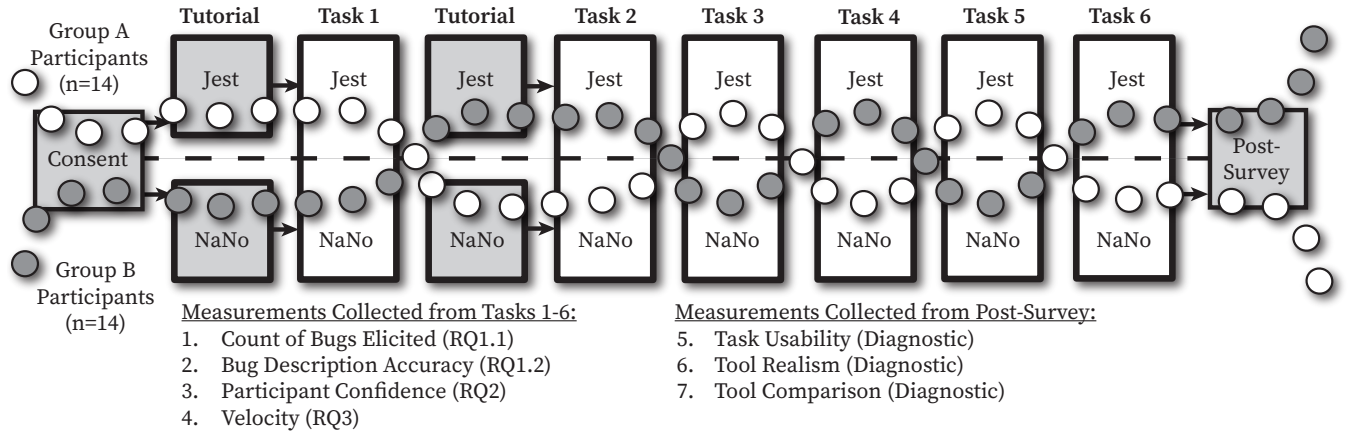 Tutorial Task 1 Tutorial Task 2 Task 3 Task 4 Task 5 Task 6
Group A
Participants
(n=14)
Jest Jest Jest Jest Jest Jest Jest Jest
Consent
Post-
Survey
NaNo NaNo NaNo NaNo NaNo NaNo NaNo NaNo
Group B
Participants
(n=14)
Measurements Collected from Tasks 1-6:
1. Count of Bugs Elicited (RQ1.1)
2. Bug Description Accuracy (RQ1.2)
3. Participant Confidence (RQ2)
4. Velocity (RQ3)
Measurements Collected from Post-Survey:
5. Task Usability (Diagnostic)
6. Tool Realism (Diagnostic)
7. Tool Comparison (Diagnostic)